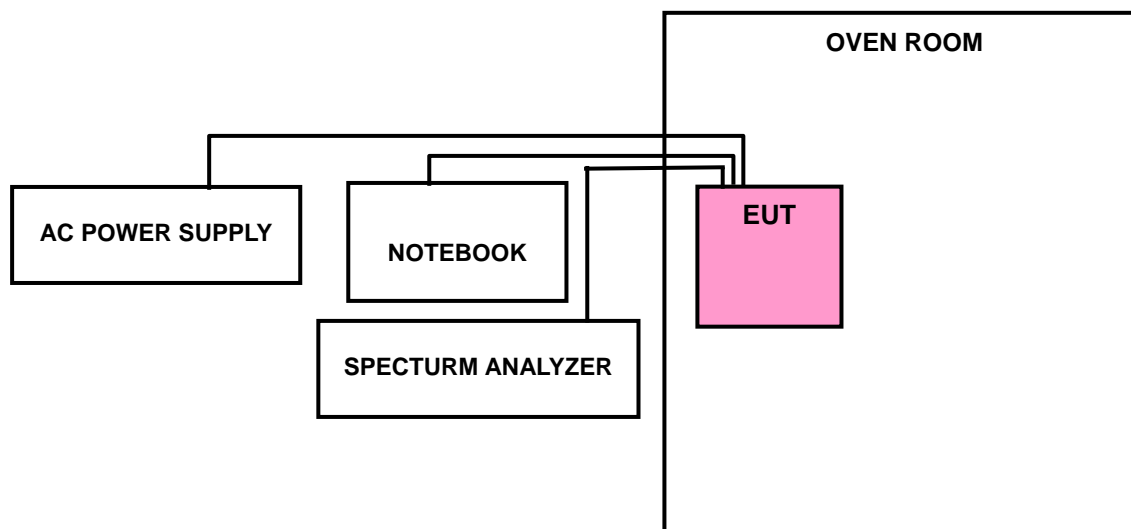 OVEN ROOM
AC POWER SUPPLY
NOTEBOOK
EUT
SPECTURM ANALYZER